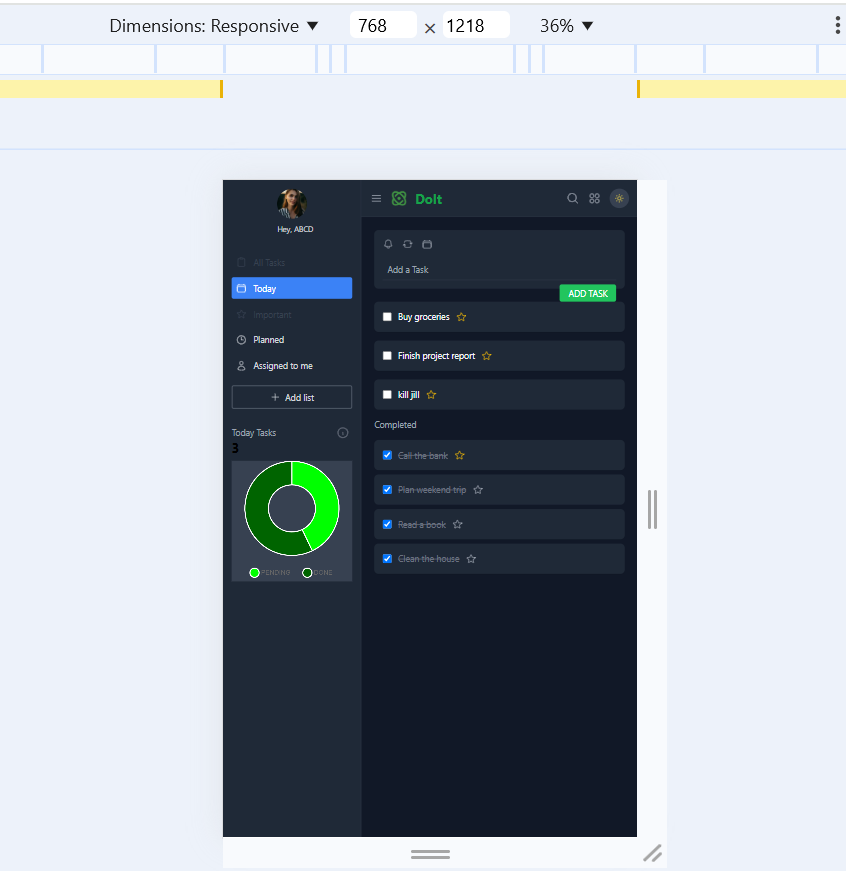 Dimensions: Responsive ▼ 768 × 1218 36% ▼
Hey, ABCD
All Tasks
Today
Important
Planned
Assigned to me
+ Add list
Today Tasks
3
PENDING DONE
DoIt
Add a Task
ADD TASK
Buy groceries
Finish project report
kill jill
Completed
Call the bank
Plan weekend trip
Read a book
Clean the house